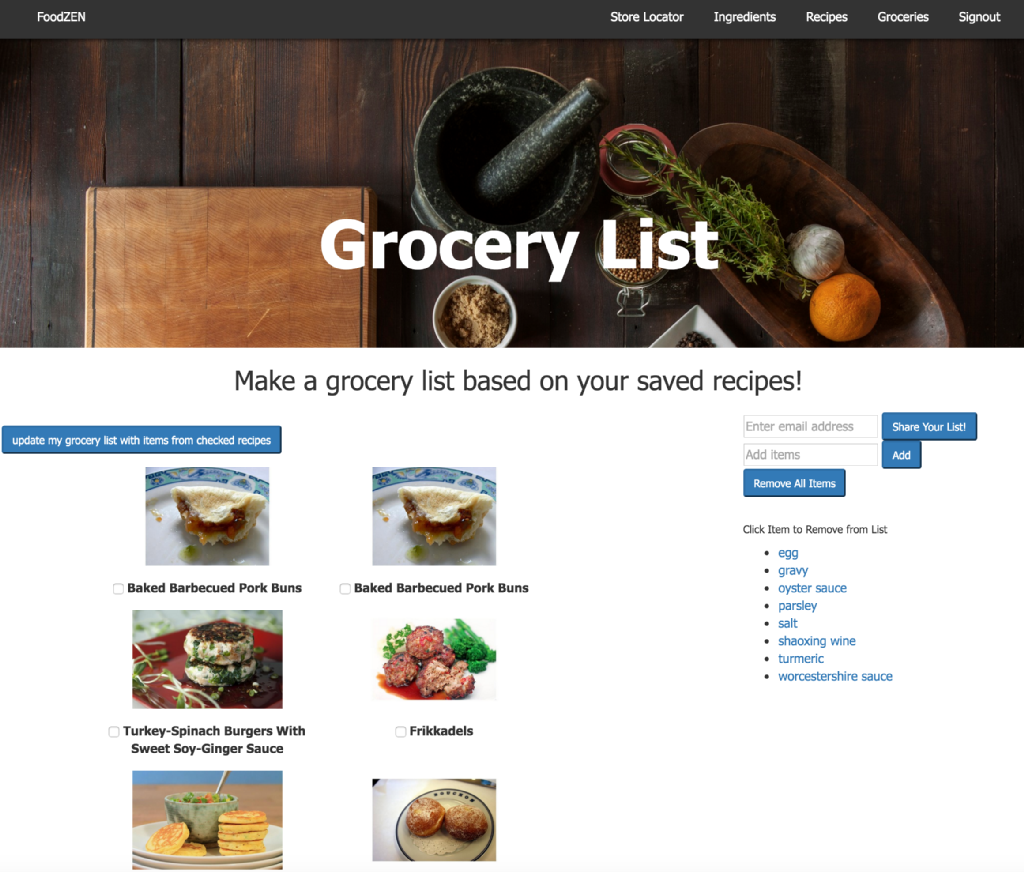 FoodZEN
Store Locator Ingredients Recipes Groceries Signout
Grocery List
Make a grocery list based on your saved recipes!
update my grocery list with items from checked recipes
Baked Barbecued Pork Buns
Baked Barbecued Pork Buns
Turkey-Spinach Burgers With
Sweet Soy-Ginger Sauce
Frikkadels
Enter email address
Share Your List!
Add items
Add
Remove All Items
Click Item to Remove from List
egg
gravy
oyster sauce
parsley
salt
shaoxing wine
turmeric
worcestershire sauce